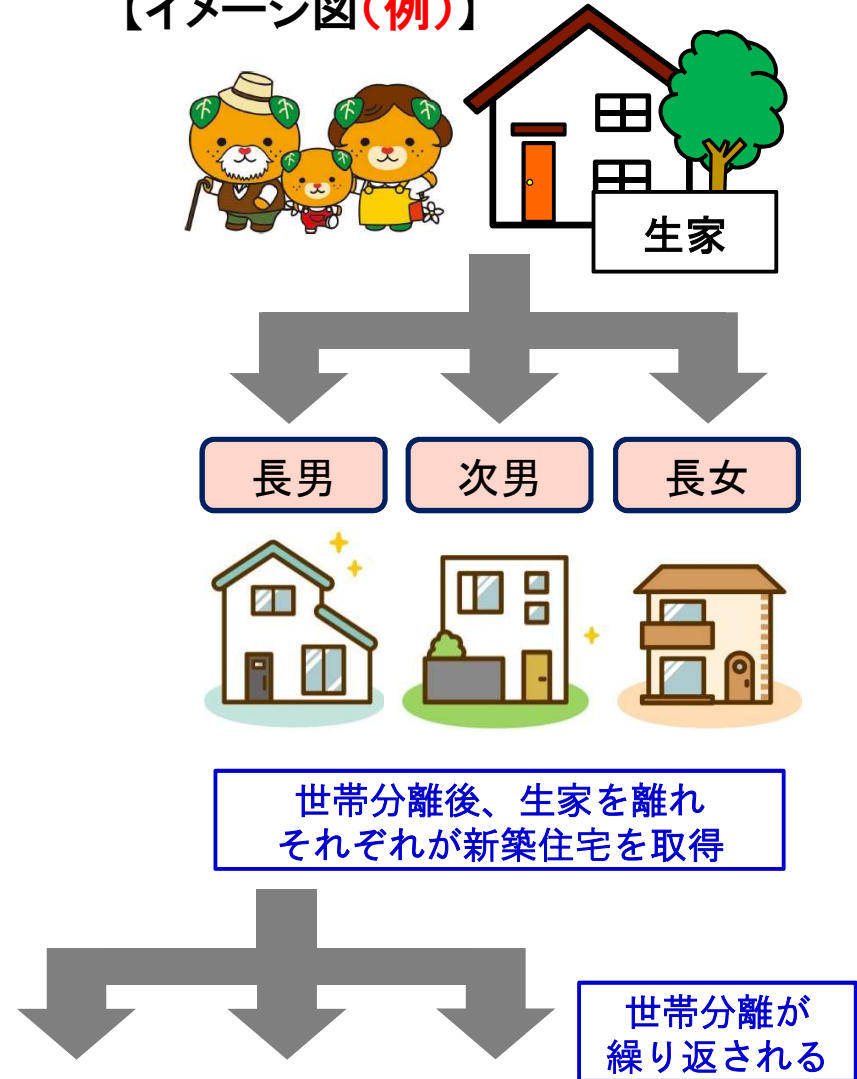 【イメージ図(例)】
生家
長男
次男
長女
世帯分離後、生家を離れ
それぞれが新築住宅を取得
世帯分離が
繰り返される